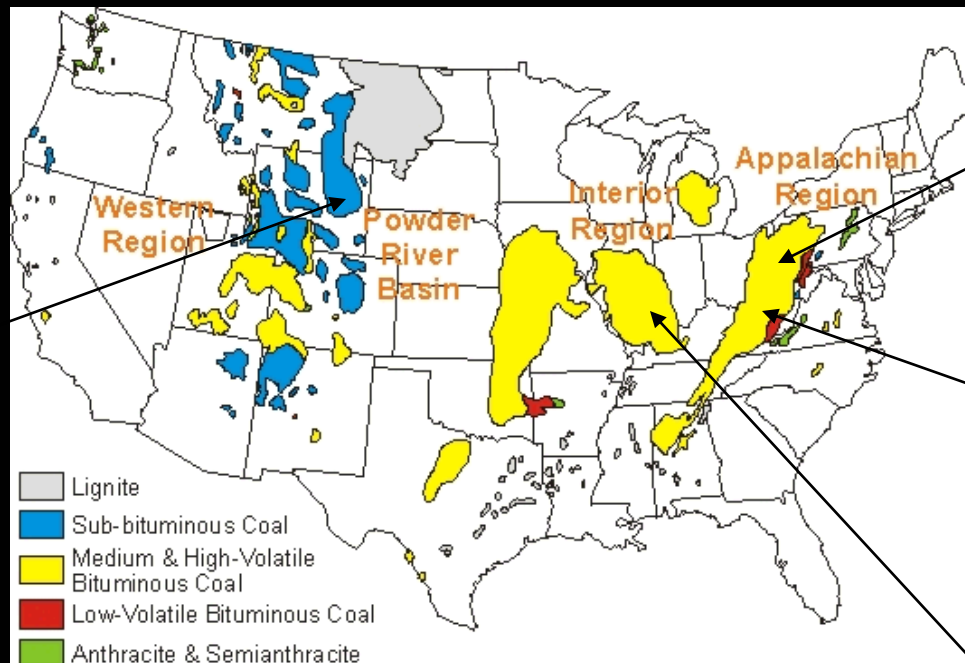 Appalachian
Region
Interior
Region
Western
Region
Powder
River
Basin
Lignite
Sub-bituminous Coal
Medium & High-Volatile
Bituminous Coal
Low-Volatile Bituminous Coal
Anthracite & Semianthracite